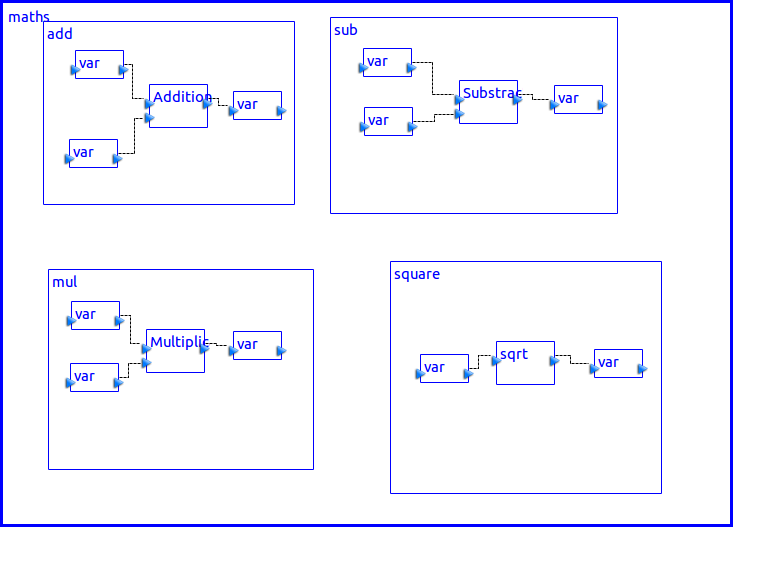 maths
add
var
Addition
var
var
sub
var
Substrac
var
var
mul
var
Multiplic
var
var
square
var
sqrt
var